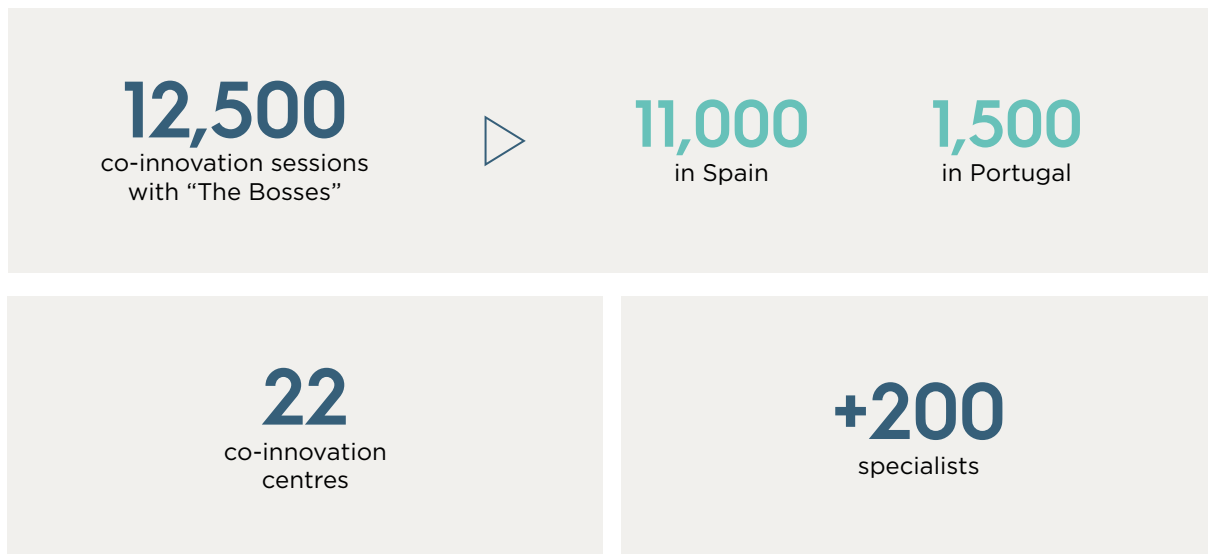 12,500
co-innovation sessions
with “The Bosses”
11,000
in Spain
1,500
in Portugal
22
co-innovation
centres
+200
specialists